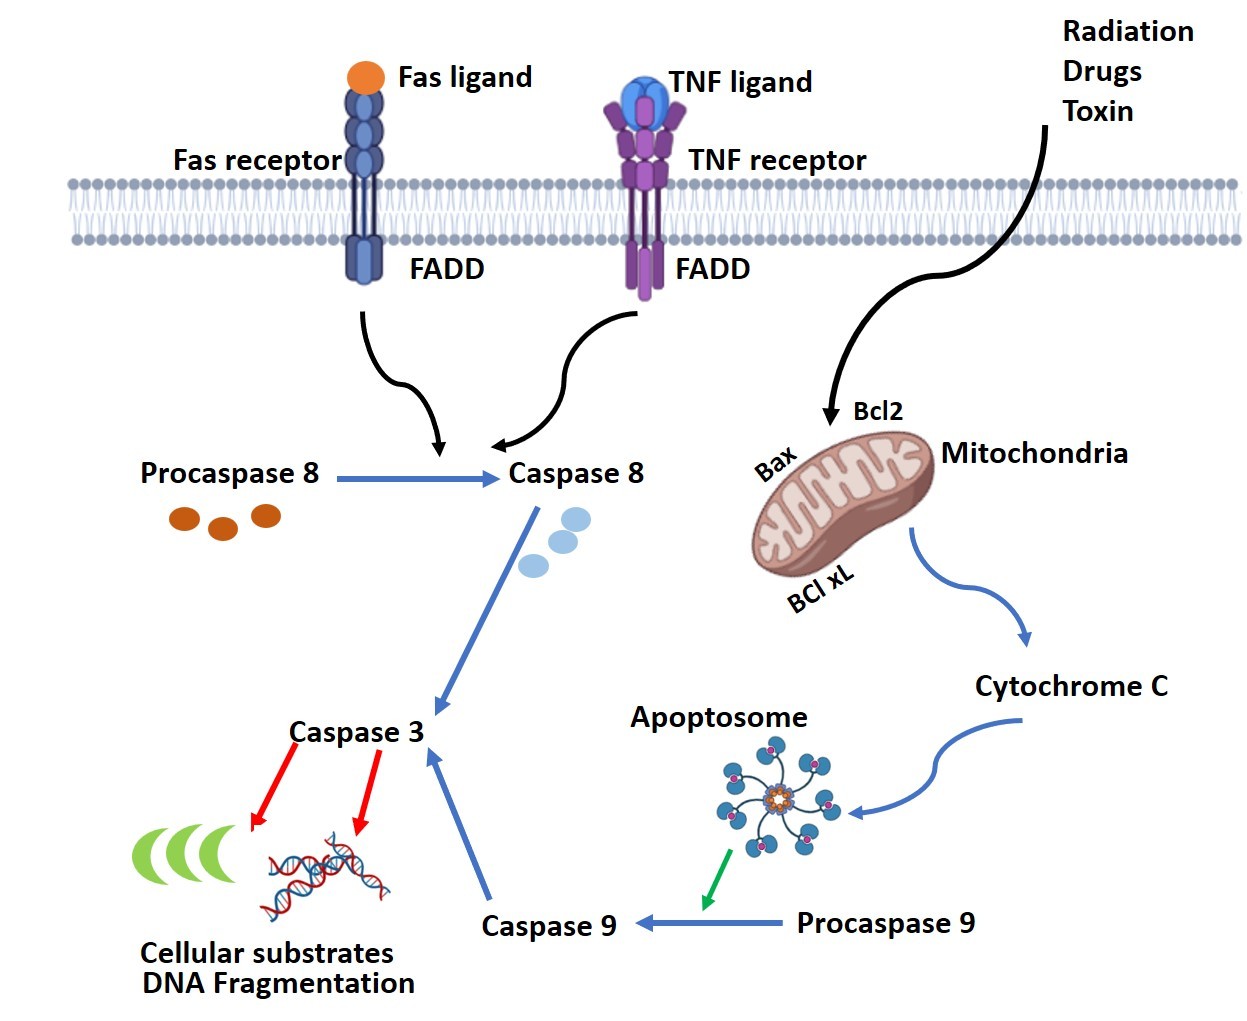 Radiation
Drugs
Toxin
Fas ligand
TNF ligand
Fas receptor
TNF receptor
FADD
FADD
Bcl2
Bax
Mitochondria
Procaspase 8
Caspase 8
BCl xL
Cytochrome C
Apoptosome
Caspase 3
Caspase 9
Procaspase 9
Cellular substrates
DNA Fragmentation